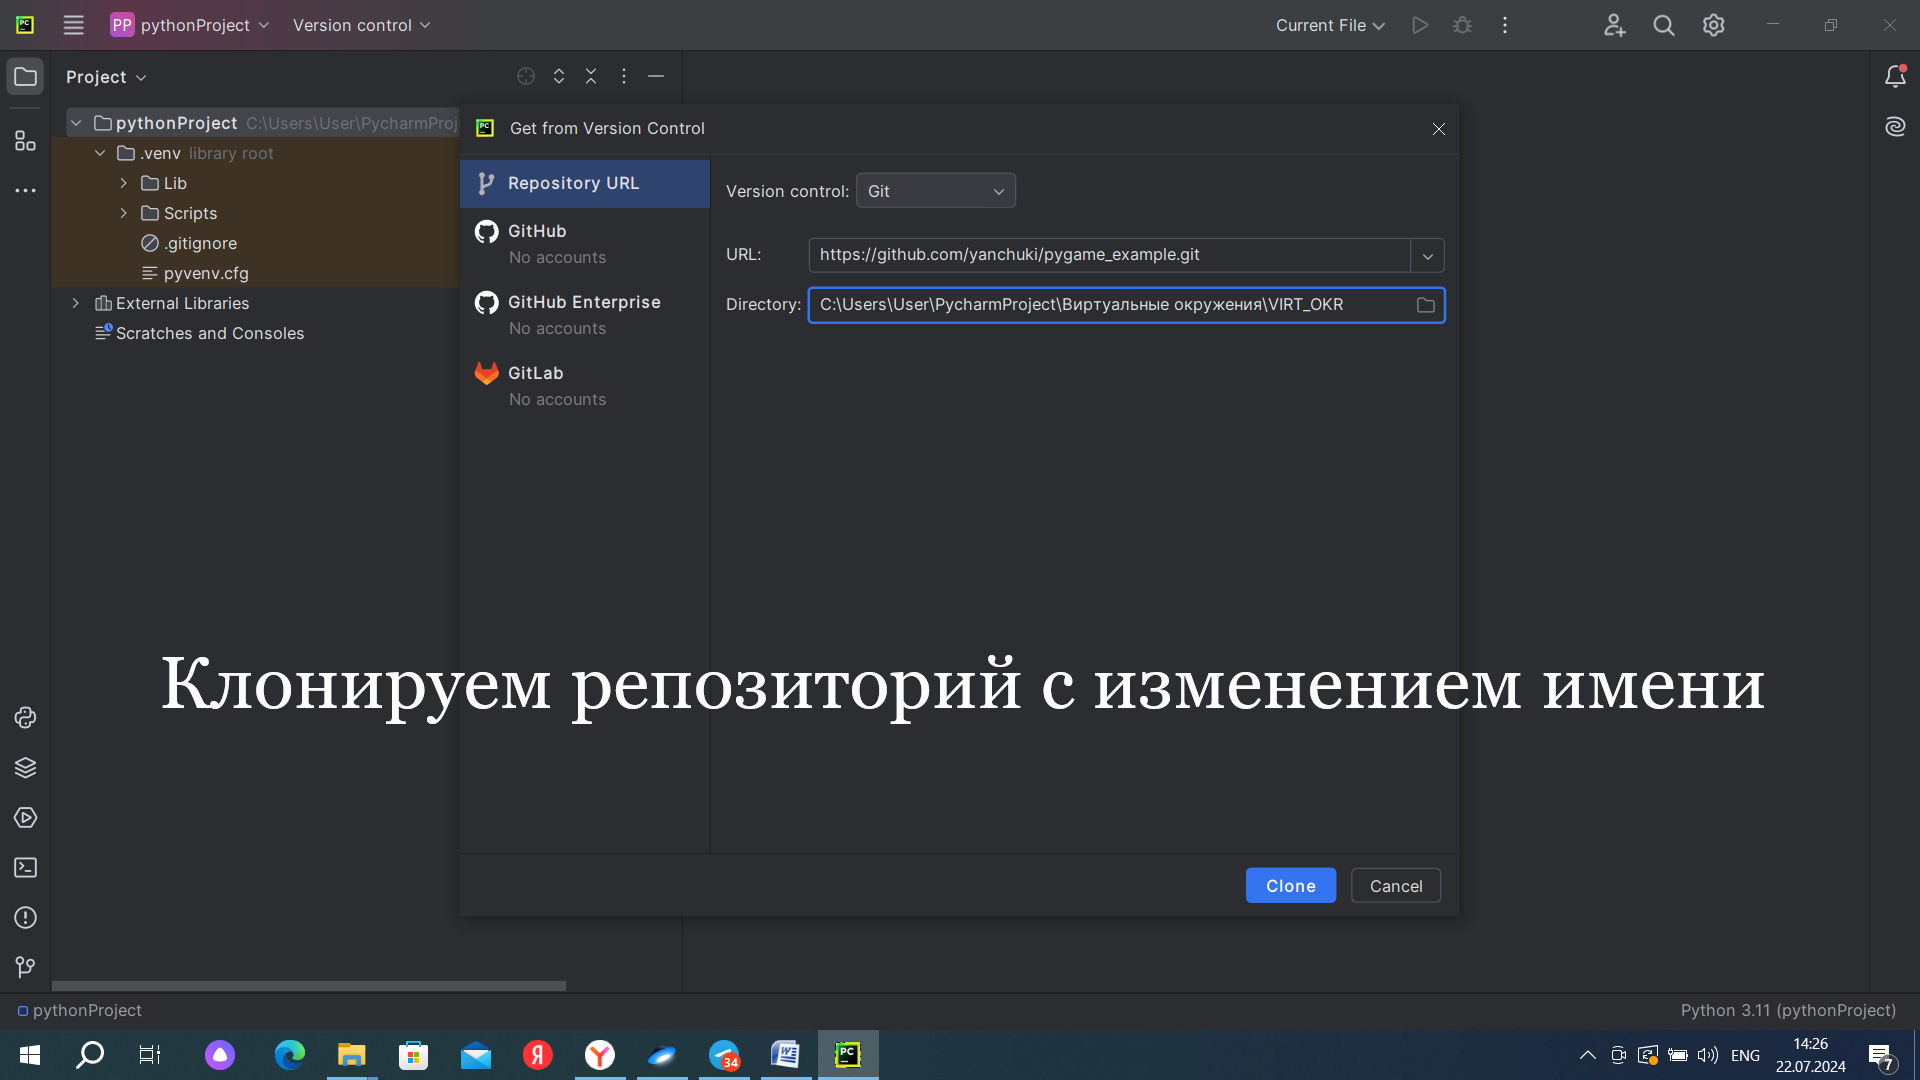 PP pythonProject Version control Current File
Project
pythonProject C:\Users\User\PycharmProj
.venv library root
Lib
Scripts
.gitignore
pyvenv.cfg
External Libraries
Scratches and Consoles
Get from Version Control
Repository URL
GitHub
No accounts
GitHub Enterprise
No accounts
GitLab
No accounts
Version control: Git
URL: https://github.com/yanchuki/pygame_example.git
Directory: C:\Users\User\PycharmProject\Виртуальные окружения\VIRT_OKR
Клонируем репозиторий с изменением имени
Clone Cancel
pythonProject Python 3.11 (pythonProject)
34
ENG
14:26
22.07.2024
7